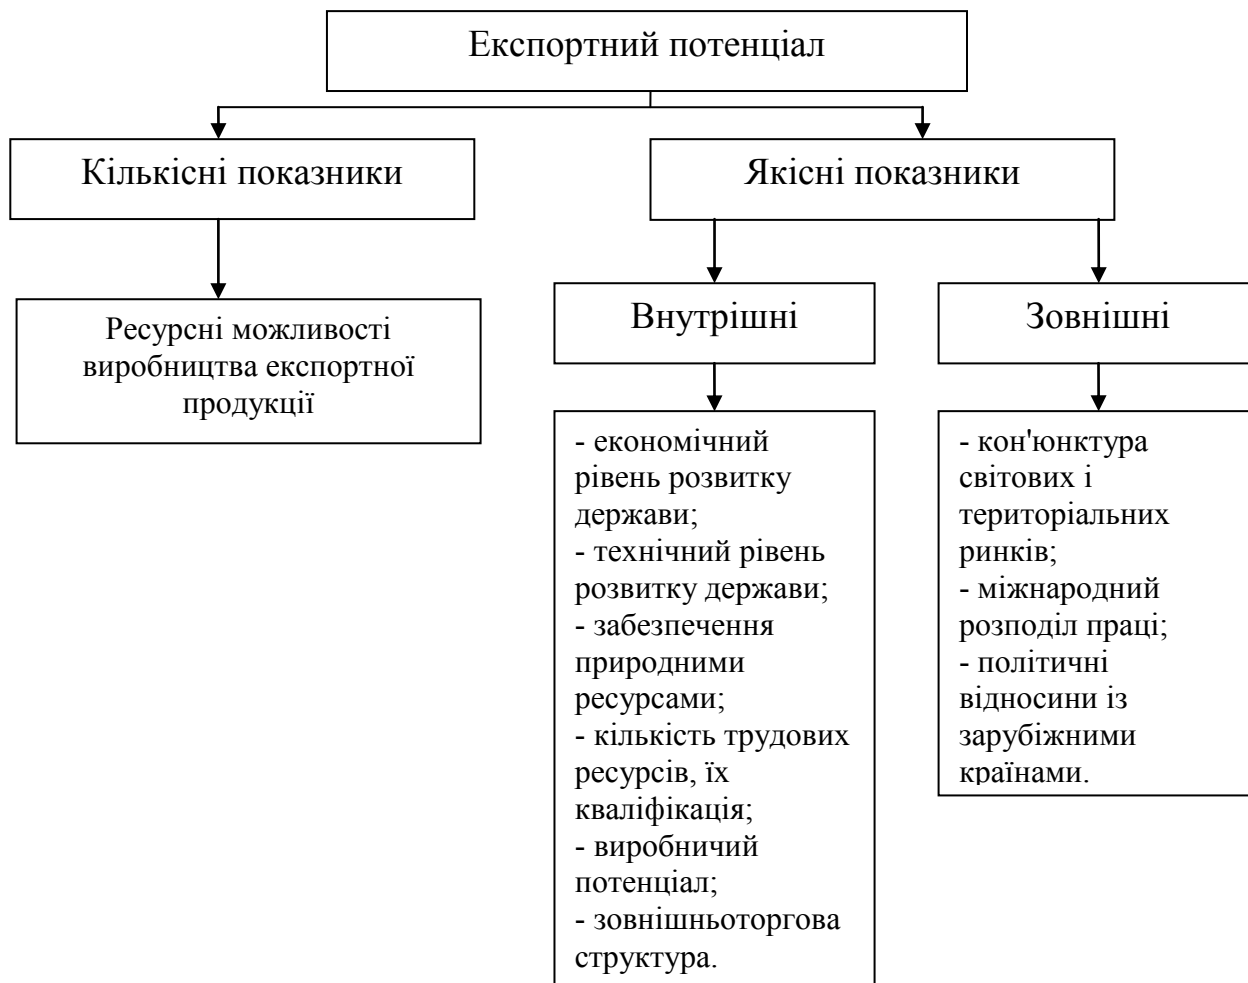 Експортний потенціал
Кількісні показники
Якісні показники
Ресурсні можливості
виробництва експортної
продукції
Внутрішні
Зовнішні
- економічний
рівень розвитку
держави;
- технічний рівень
розвитку держави;
- забезпечення
природними
ресурсами;
- кількість трудових
ресурсів, їх
кваліфікація;
- виробничий
потенціал;
- зовнішньоторгова
структура.
- кон'юнктура
світових і
територіальних
ринків;
- міжнародний
розподіл праці;
- політичні
відносини із
зарубіжними
країнами.